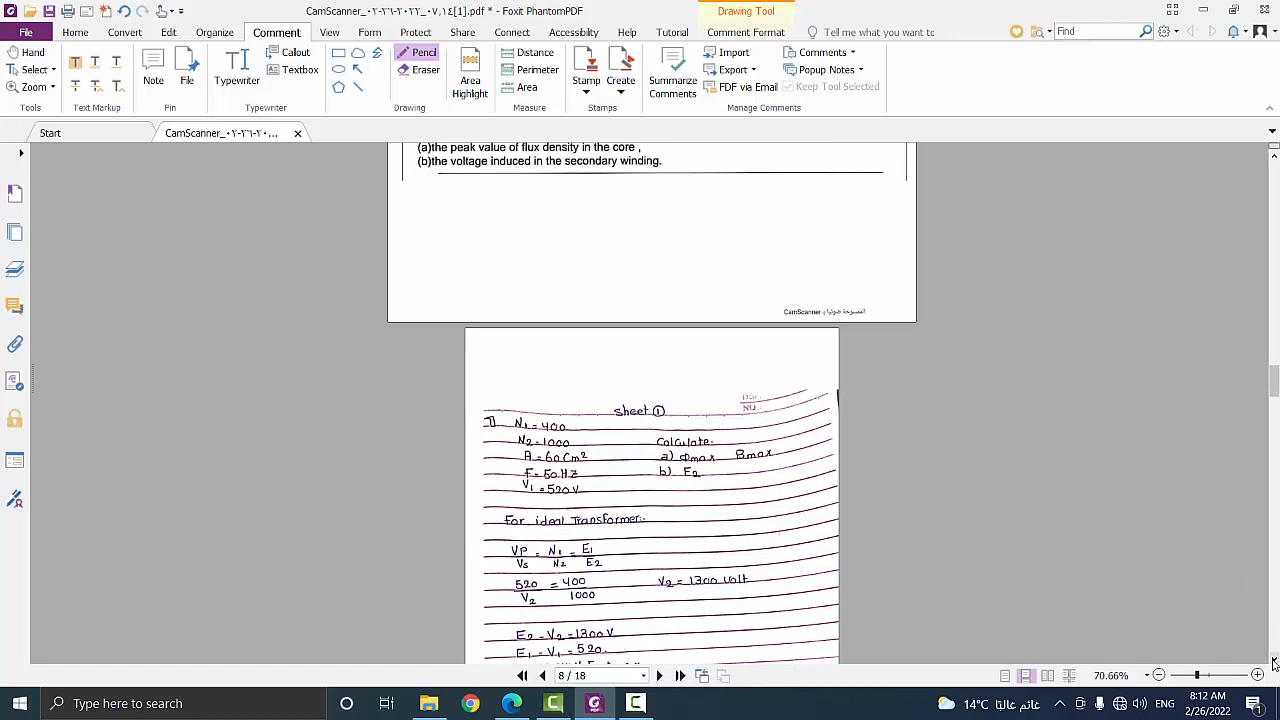 CamScanner_٠٢-٢٦-٢٠٢٢_٠٧,١٤[1].pdf * - Foxit PhantomPDF
Drawing Tool
File Home Comment View Form Protect Share Connect Accessibility Help Tutorial Comment Format Tell me what you want to
Edit Organize Convert
Find
Hand
Select
Zoom
Tools
Text Markup
Note
File
Pin
Typewriter
Callout
Textbox
Typewriter
Pencil
Eraser
Drawing
Area
Highlight
Distance
Perimeter
Area
Measure
Stamp
Create
Stamps
Summarize
Comments
Import
Export
FDF via Email
Comments
Popup Notes
Keep Tool Selected
Manage Comments
Start
(a)the peak value of flux density in the core ,
(b)the voltage induced in the secondary winding.
الممسوحة ضوئيا بـ CamScanner
NO :
Sheet ①
1 N1 = 400
N2 = 1000 Calculate.
A = 60 Cm² a) Φmax Bmax
F = 50 HZ b) E2
V1 = 520 V
For ideal Transformer:-
VP/Vs = N1/N2 = E1/E2
520/V2 = 400/1000 V2 = 1300 volt
E2 = V2 = 1300 V
E1 = V1 = 520.
8 / 18
70.66%
Type here to search
14°C غائم غالبا
ENG
8:12 AM
2/26/2022